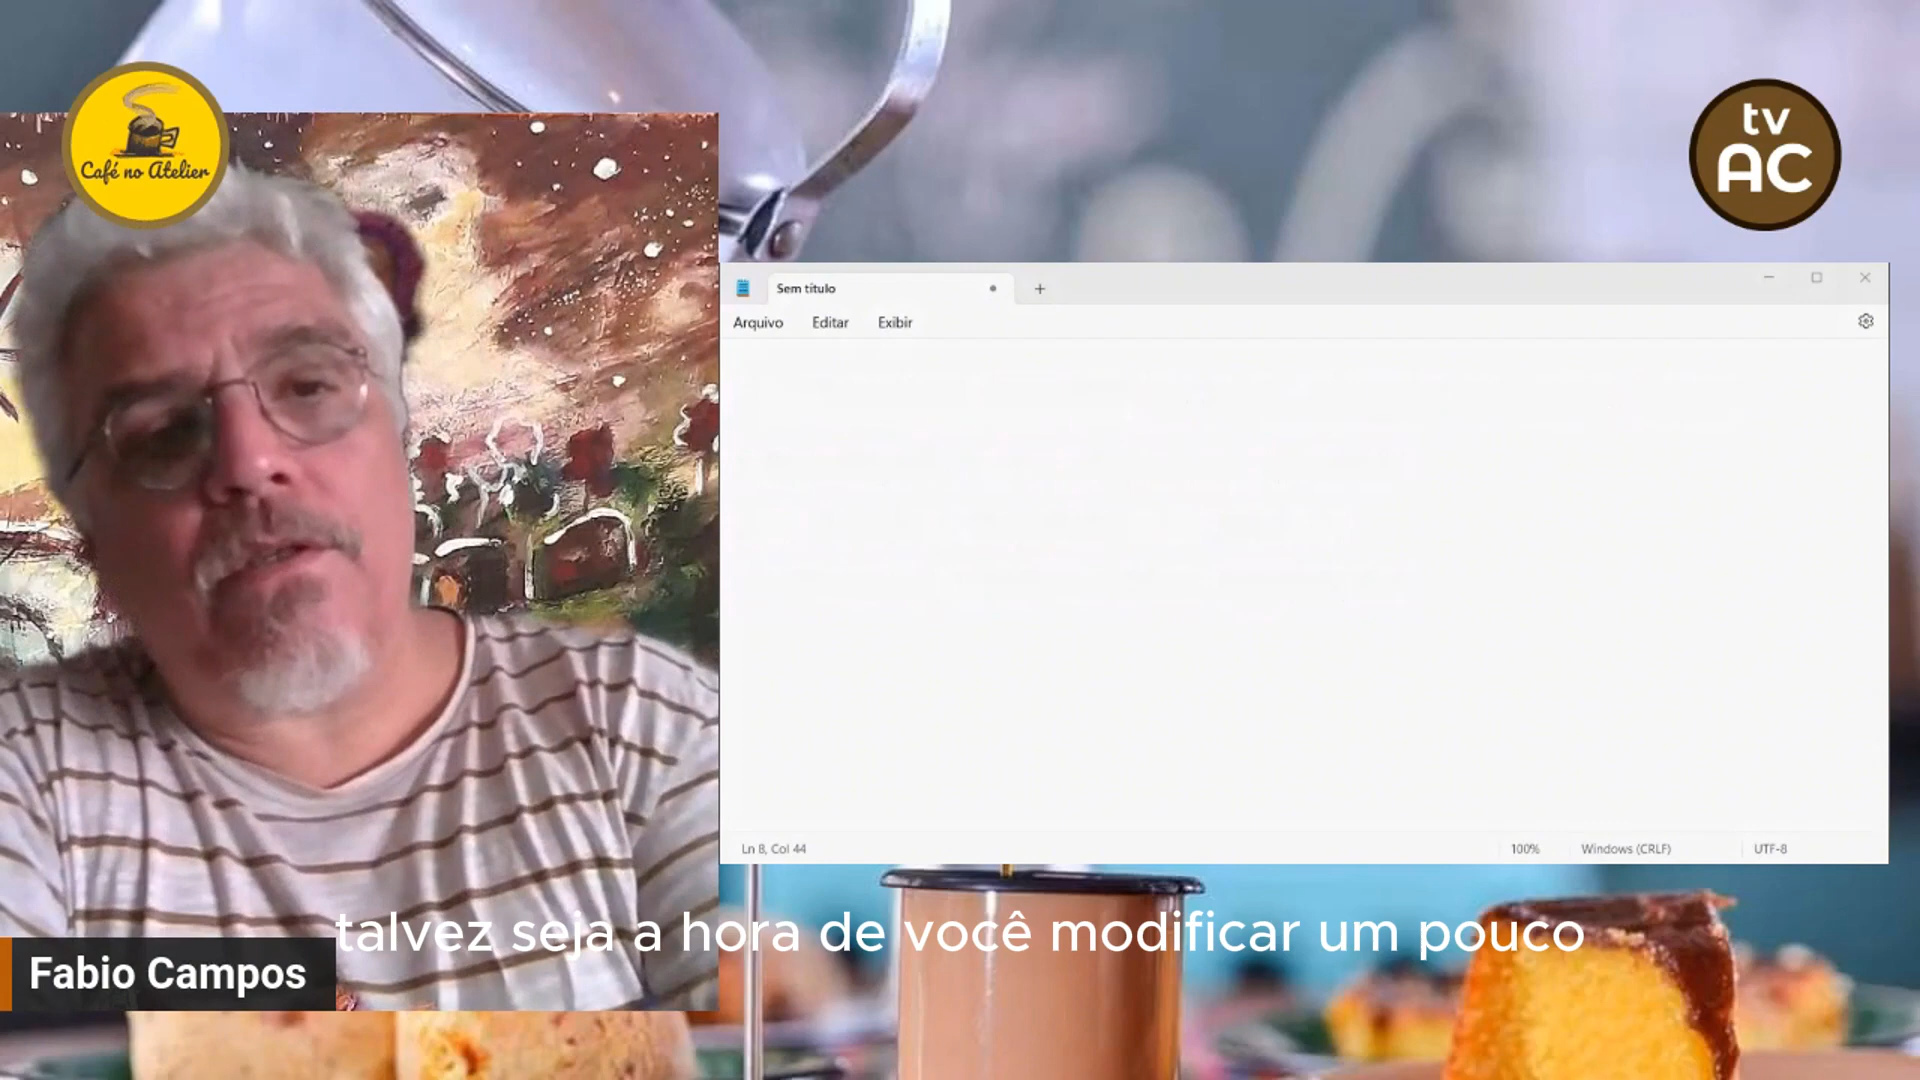 Café no Atelier
tv
AC
Sem título
Arquivo Editar Exibir
Ln 8, Col 44 100% Windows (CRLF) UTF-8
talvez seja a hora de você modificar um pouco
Fabio Campos